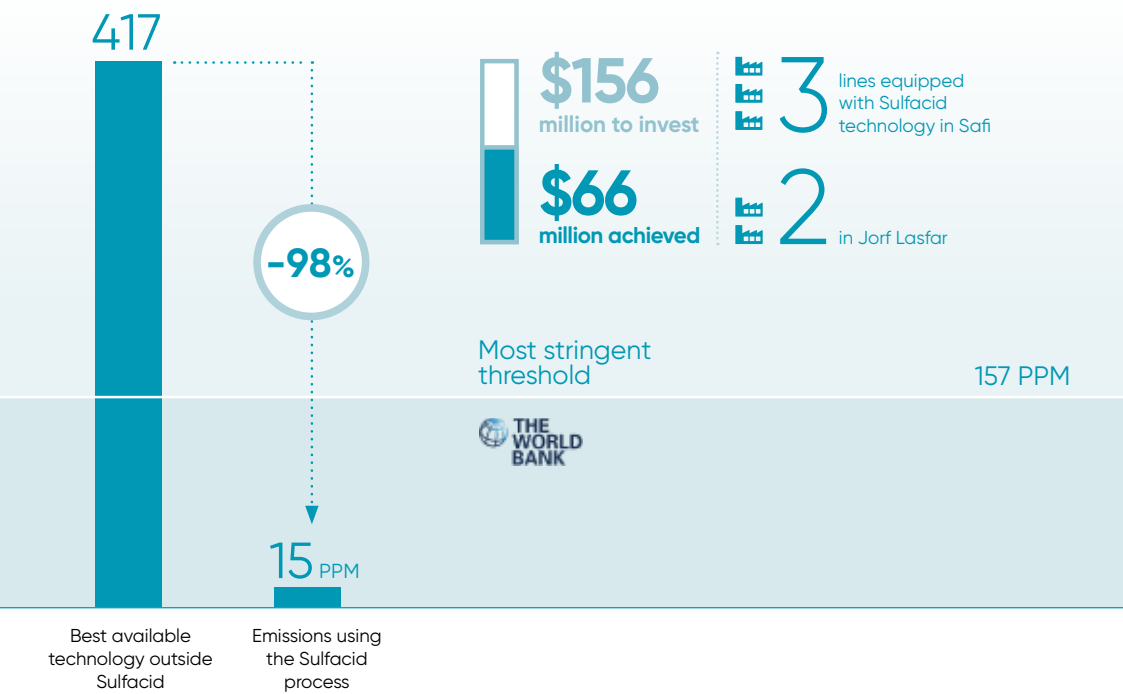 417
-98%
15 PPM
Best available
technology outside
Sulfacid
Emissions using
the Sulfacid
process
$156
million to invest
$66
million achieved
3
lines equipped
with Sulfacid
technology in Safi
2
in Jorf Lasfar
Most stringent
threshold
157 PPM
THE
WORLD
BANK